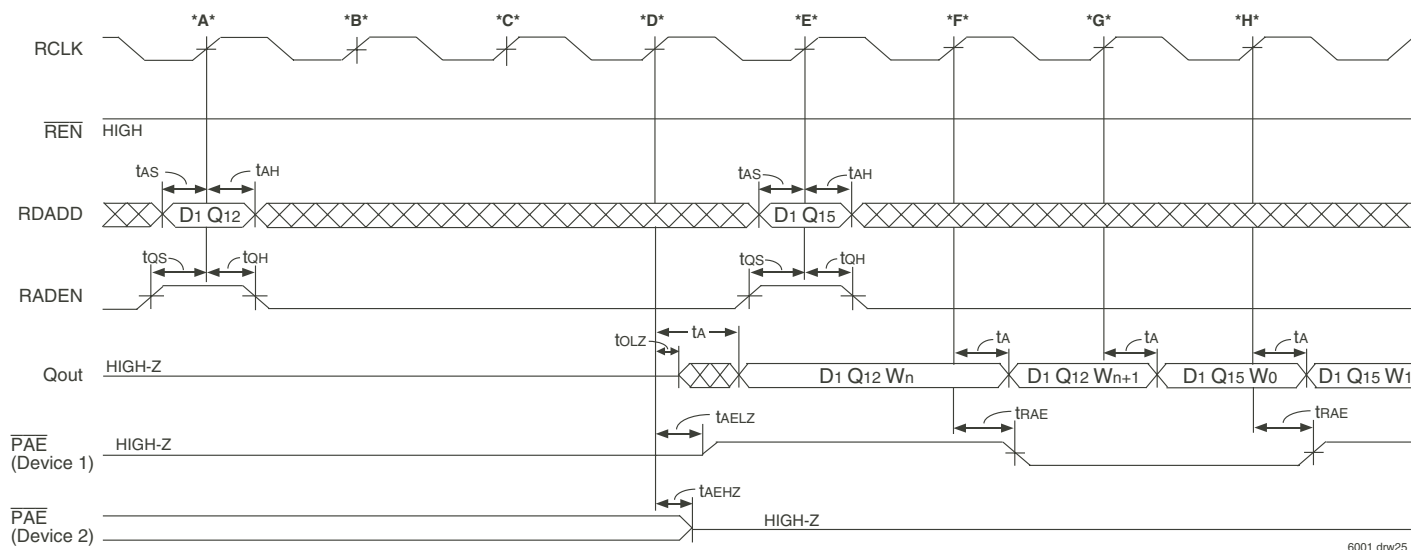 *A* *B* *C* *D* *E* *F* *G* *H*
RCLK
REN HIGH
tAS tAH tAS tAH
RDADD D1 Q12 D1 Q15
tQS tQH tQS tQH
RADEN
tOLZ tA tA tA tA
Qout HIGH-Z D1 Q12 Wn D1 Q12 Wn+1 D1 Q15 W0 D1 Q15 W1
tAELZ tRAE tRAE
PAE HIGH-Z
(Device 1)
tAEHZ
PAE HIGH-Z
(Device 2)
6001 drw25